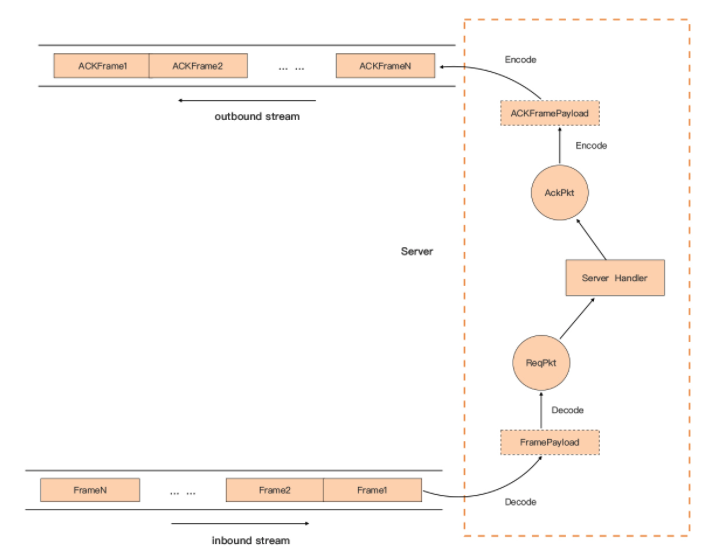 Encode
ACKFrame1 ACKFrame2 ... ... ACKFrameN
outbound stream
ACKFramePayload
Encode
AckPkt
Server
Server Handler
ReqPkt
Decode
FramePayload
FrameN ... ... Frame2 Frame1
Decode
inbound stream